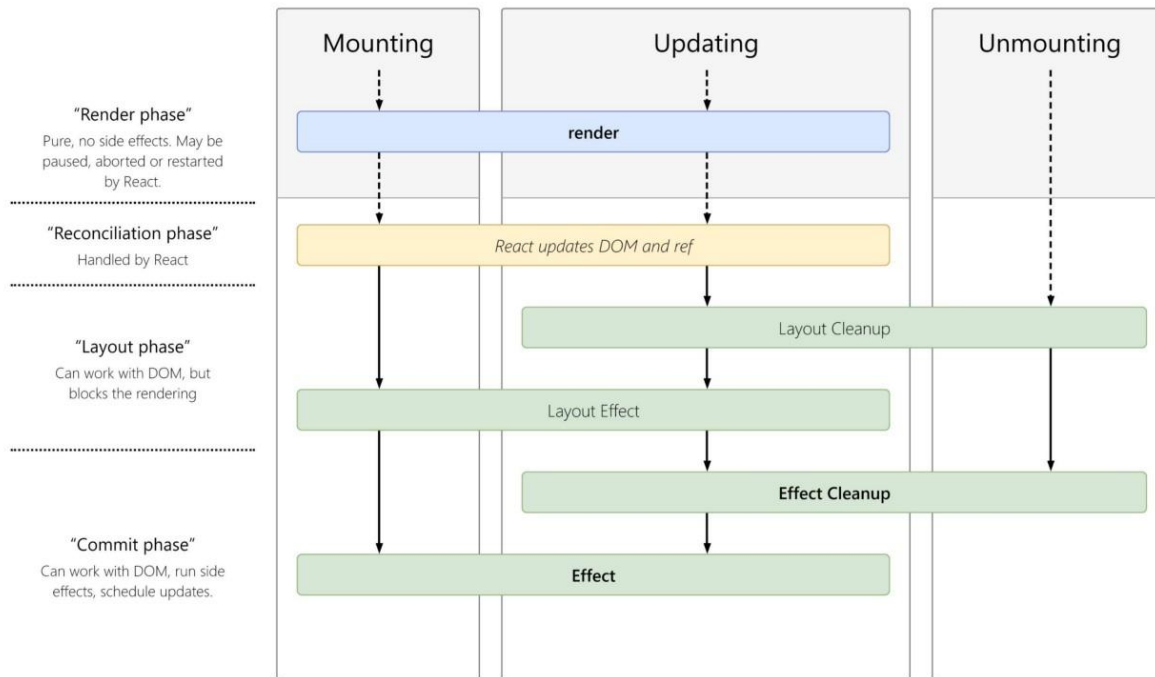 Mounting
Updating
Unmounting
“Render phase”
Pure, no side effects. May be
paused, aborted or restarted
by React.
render
“Reconciliation phase”
Handled by React
React updates DOM and ref
Layout Cleanup
“Layout phase”
Can work with DOM, but
blocks the rendering
Layout Effect
Effect Cleanup
“Commit phase”
Can work with DOM, run side
effects, schedule updates.
Effect